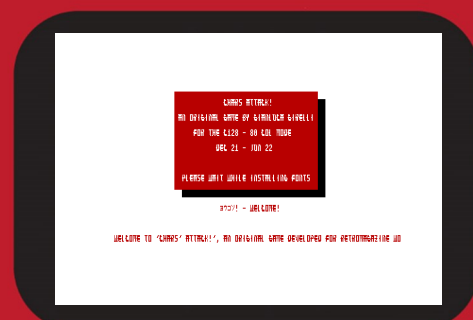 CHARS ATTACK!
AN ORIGINAL GAME BY GIANLUCA GIRELLI
FOR THE C128 - 80 COL MODE
DEC 21 - JUN 22
PLEASE WAIT WHILE INSTALLING FONTS
- WELCOME!
WELCOME TO 'CHARS' ATTACK!', AN ORIGINAL GAME DEVELOPED FOR RETROMAGAZINE WO